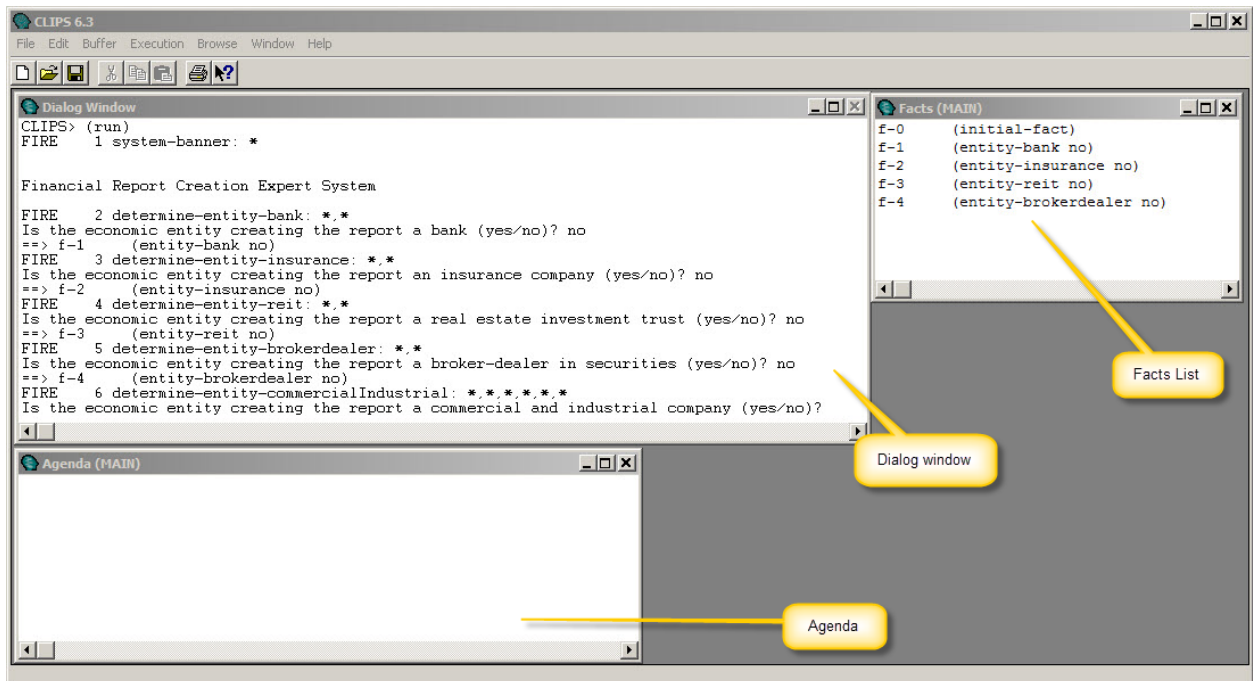 CLIPS 6.3
File Edit Buffer Execution Browse Window Help
Dialog Window
CLIPS> (run)
FIRE 1 system-banner: *
Financial Report Creation Expert System
FIRE 2 determine-entity-bank: *,*
Is the economic entity creating the report a bank (yes/no)? no
==> f-1 (entity-bank no)
FIRE 3 determine-entity-insurance: *,*
Is the economic entity creating the report an insurance company (yes/no)? no
==> f-2 (entity-insurance no)
FIRE 4 determine-entity-reit: *,*
Is the economic entity creating the report a real estate investment trust (yes/no)? no
==> f-3 (entity-reit no)
FIRE 5 determine-entity-brokerdealer: *,*
Is the economic entity creating the report a broker-dealer in securities (yes/no)? no
==> f-4 (entity-brokerdealer no)
FIRE 6 determine-entity-commercialIndustrial: *,*,*,*,*,*
Is the economic entity creating the report a commercial and industrial company (yes/no)?
Facts (MAIN)
f-0 (initial-fact)
f-1 (entity-bank no)
f-2 (entity-insurance no)
f-3 (entity-reit no)
f-4 (entity-brokerdealer no)
Facts List
Dialog window
Agenda (MAIN)
Agenda